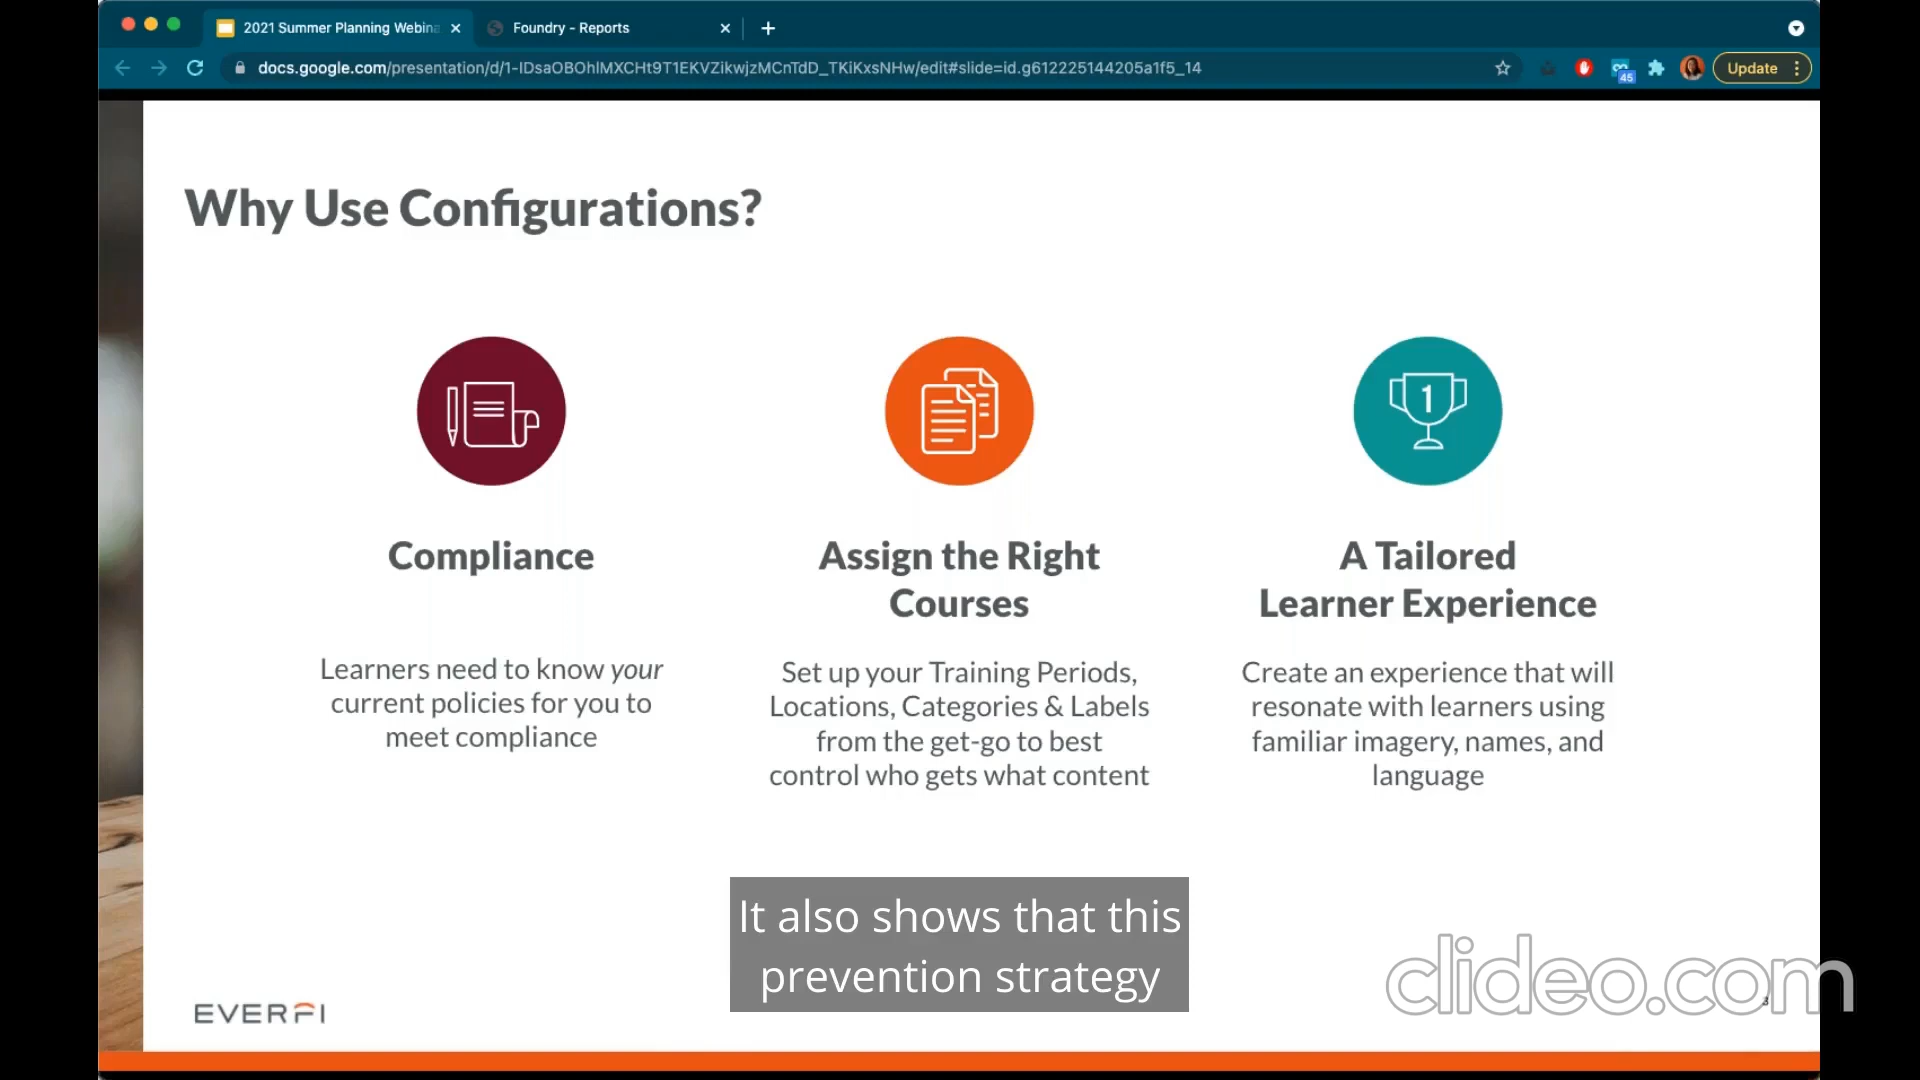 2021 Summer Planning Webina
Foundry - Reports
docs.google.com/presentation/d/1-IDsaOBOhlMXCHt9T1EKVZikwjzMCnTdD_TKiKxsNHw/edit#slide=id.g612225144205a1f5_14
45
Update
Why Use Configurations?
1
Compliance
Learners need to know your
current policies for you to
meet compliance
Assign the Right
Courses
Set up your Training Periods,
Locations, Categories & Labels
from the get-go to best
control who gets what content
A Tailored
Learner Experience
Create an experience that will
resonate with learners using
familiar imagery, names, and
language
It also shows that this
prevention strategy
EVERFI
clideo.com